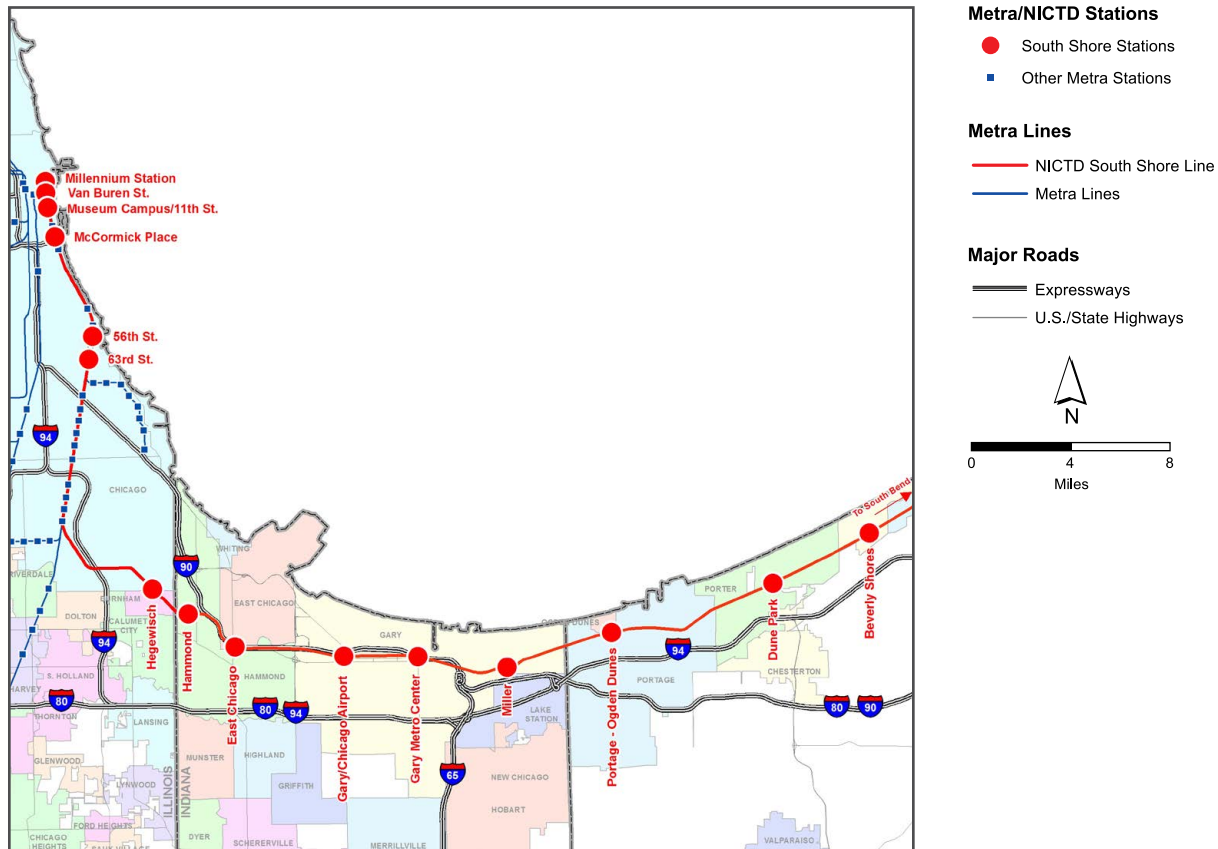 Millennium Station
Van Buren St.
Museum Campus/11th St.
McCormick Place
56th St.
63rd St.
94
CHICAGO
To South Bend
90
WHITING
RIVERDALE
BURNHAM
DOLTON
CALUMET
CITY
EAST CHICAGO
GARY
OGDEN DUNES
PORTER
94
Hegewisch
Hammond
East Chicago
Gary/Chicago Airport
Gary Metro Center
Miller
Portage - Ogden Dunes
Dune Park
Beverly Shores
94
HARVEY
S. HOLLAND
HAMMOND
PORTAGE
CHESTERTON
80
80
94
80
90
THORNTON
LANSING
LAKE
STATION
GLENWOOD
LYNWOOD
ILLINOIS
INDIANA
MUNSTER
HIGHLAND
GRIFFITH
65
NEW CHICAGO
HOBART
FORD HEIGHTS
CHICAGO
HEIGHTS
SAUK VILLAGE
DYER
SCHERERVILLE
MERRILLVILLE
VALPARAISO
Metra/NICTD Stations
South Shore Stations
Other Metra Stations
Metra Lines
NICTD South Shore Line
Metra Lines
Major Roads
Expressways
U.S./State Highways
N
0 4 8
Miles